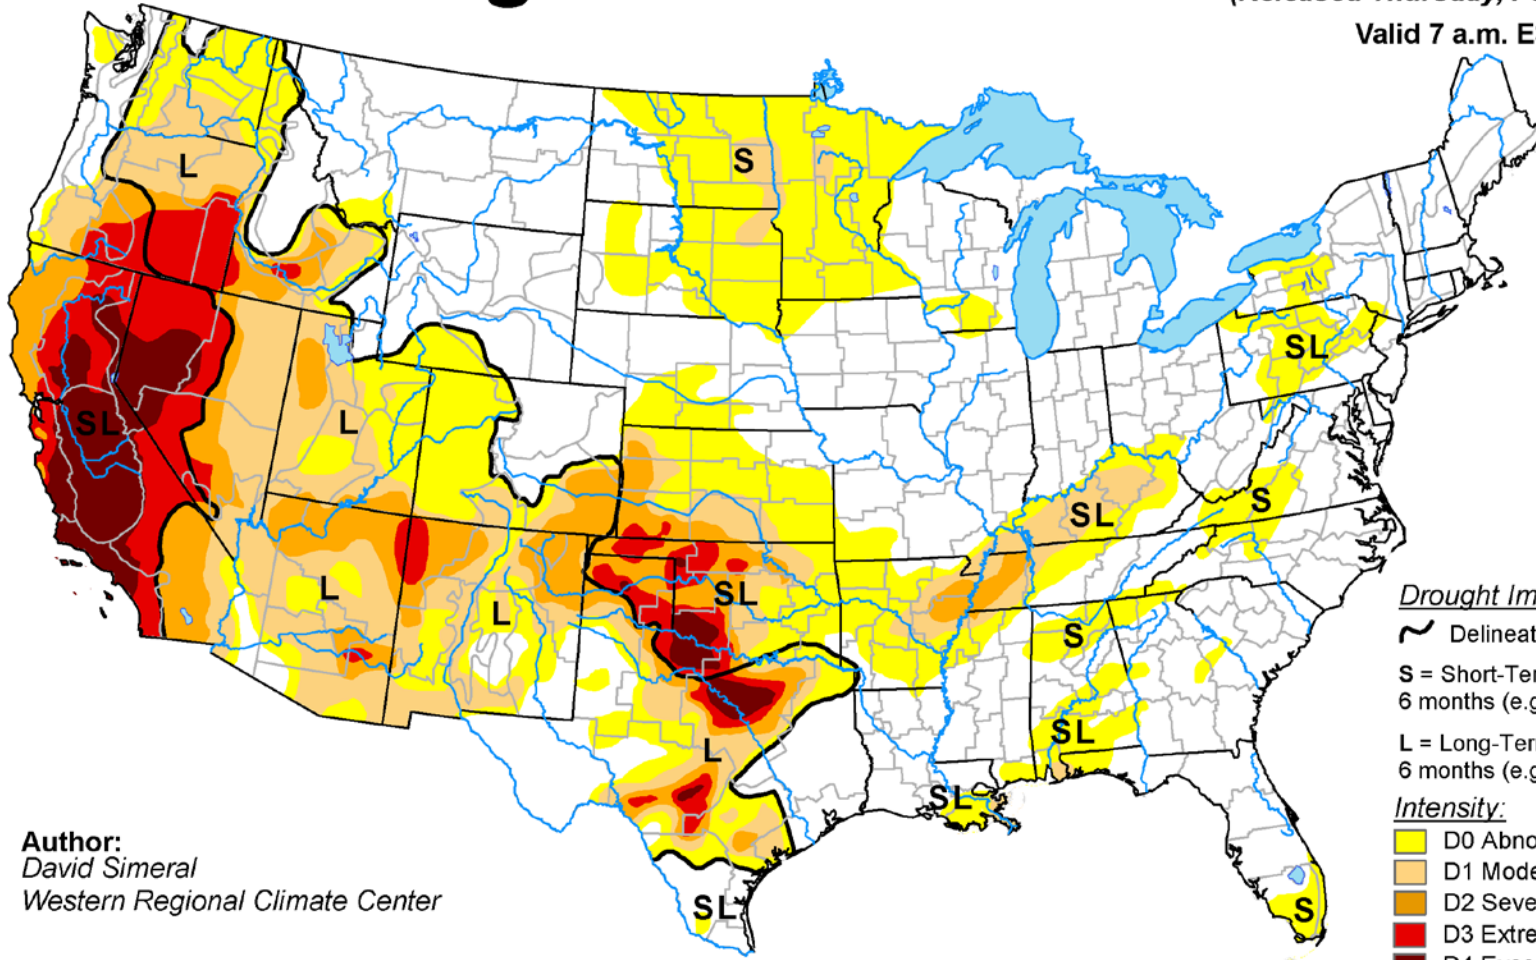 Valid 7 a.m. E
L
S
SL
SL
L
SL
S
L
L
SL
S
SL
L
SL
SL
S
Drought Im
Delineat
S = Short-Ter
6 months (e.g
L = Long-Ter
6 months (e.g
Intensity:
D0 Abno
D1 Mode
D2 Seve
D3 Extre
Author:
David Simeral
Western Regional Climate Center